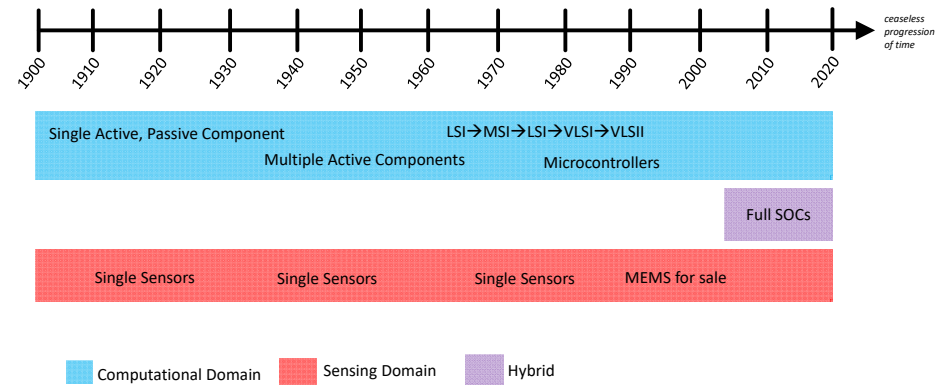 ceaseless
progression
of time
1900 1910 1920 1930 1940 1950 1960 1970 1980 1990 2000 2010 2020
Single Active, Passive Component
LSI→MSI→LSI→VLSI→VLSII
Multiple Active Components
Microcontrollers
Full SOCs
Single Sensors
Single Sensors
Single Sensors
MEMS for sale
Computational Domain
Sensing Domain
Hybrid